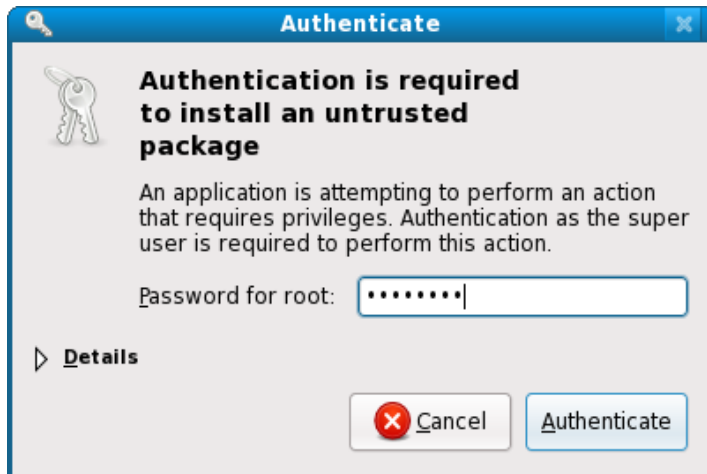 Authenticate
Authentication is required
to install an untrusted
package
An application is attempting to perform an action
that requires privileges. Authentication as the super
user is required to perform this action.
Password for root: ••••••••
Details
Cancel Authenticate